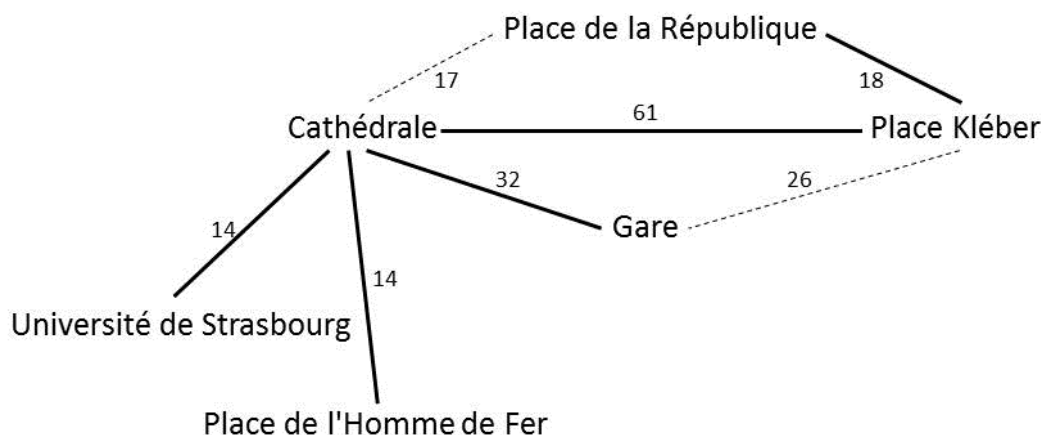 Place de la République
17
18
Cathédrale
61
Place Kléber
32
26
Gare
14
14
Université de Strasbourg
Place de l'Homme de Fer